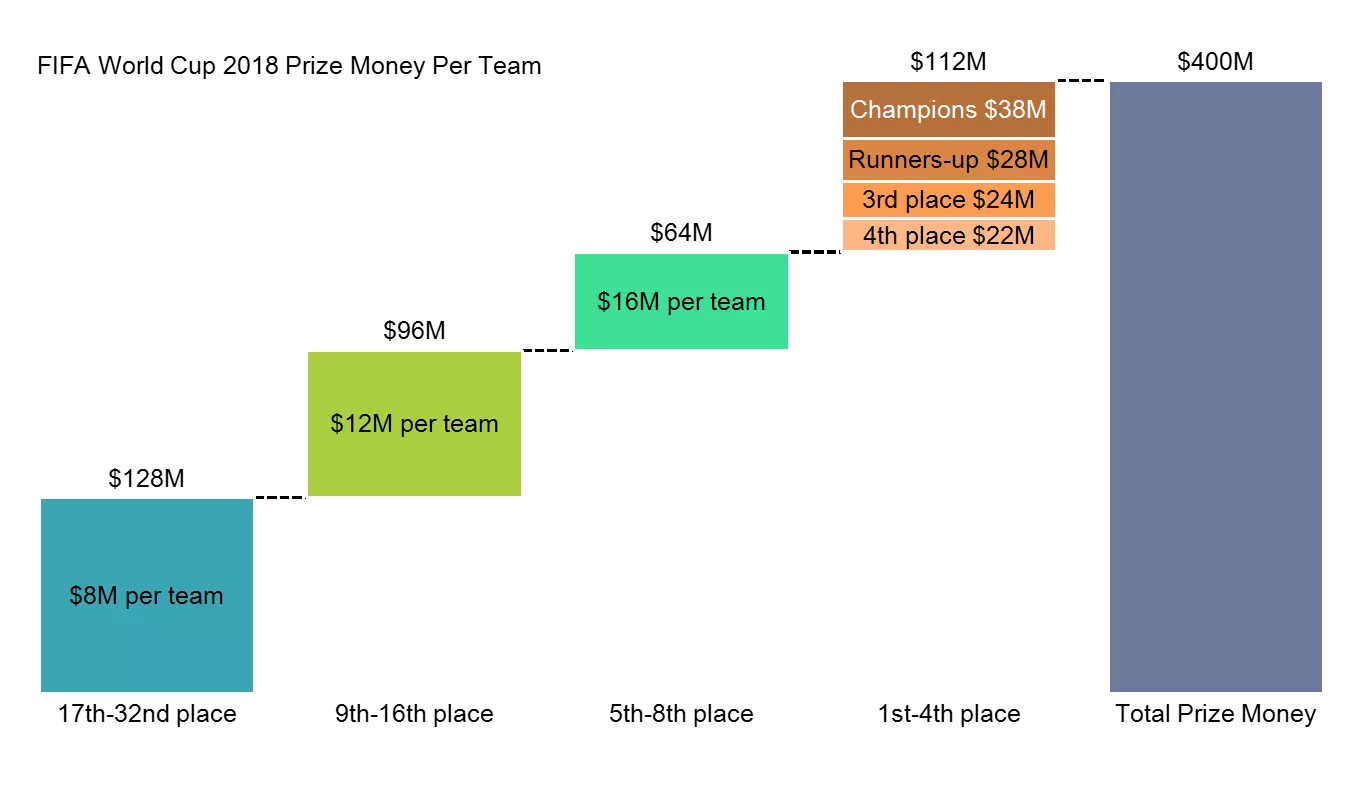 FIFA World Cup 2018 Prize Money Per Team
$112M
$400M
Champions $38M
Runners-up $28M
3rd place $24M
4th place $22M
$64M
$16M per team
$96M
$12M per team
$128M
$8M per team
17th-32nd place
9th-16th place
5th-8th place
1st-4th place
Total Prize Money